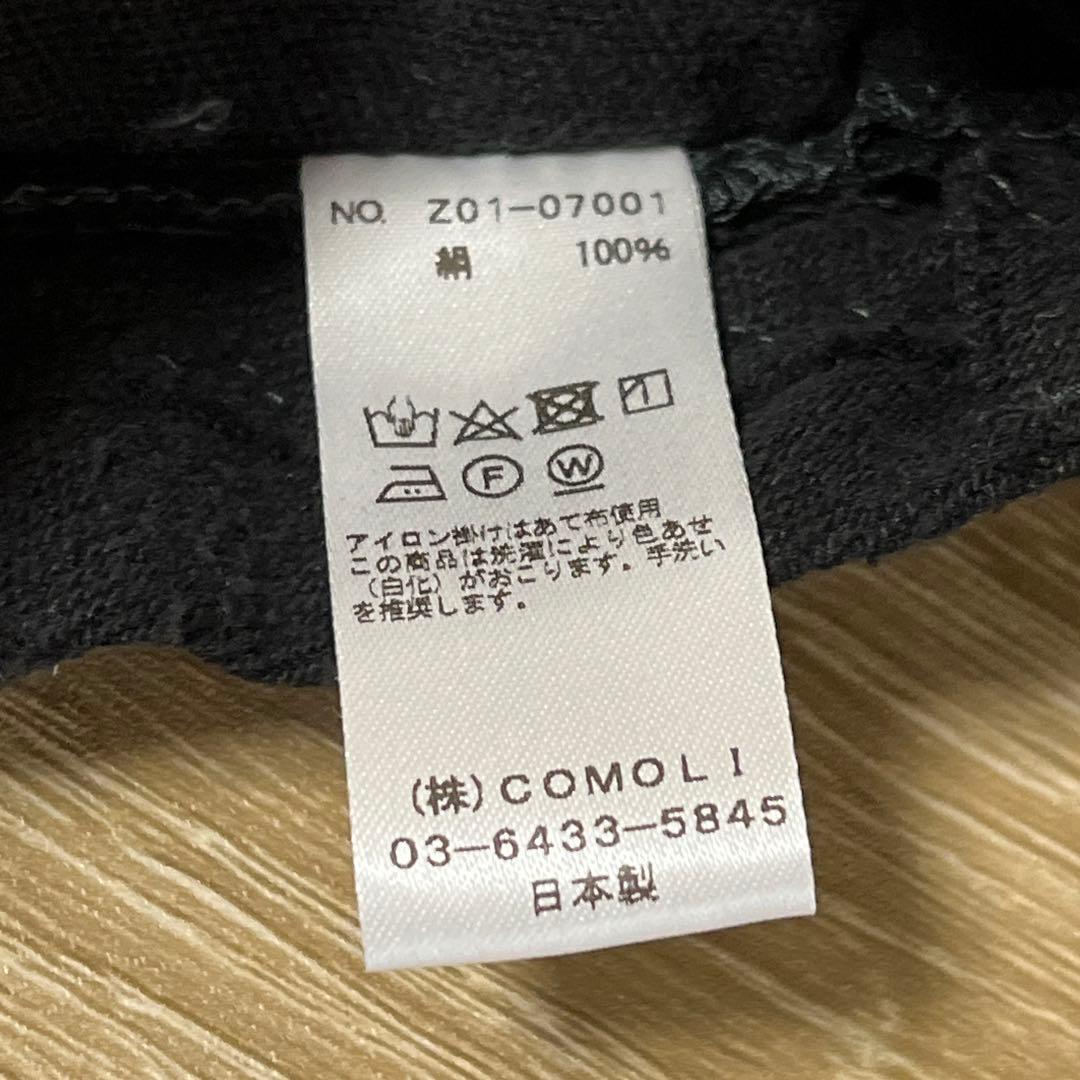 NO. Z01-07001
絹 100%
F W
アイロン掛けはあて布使用
この商品は洗濯により色あせ
(白化)がおこります。手洗い
を推奨します。
(株)COMOLI
03-6433-5845
日本製